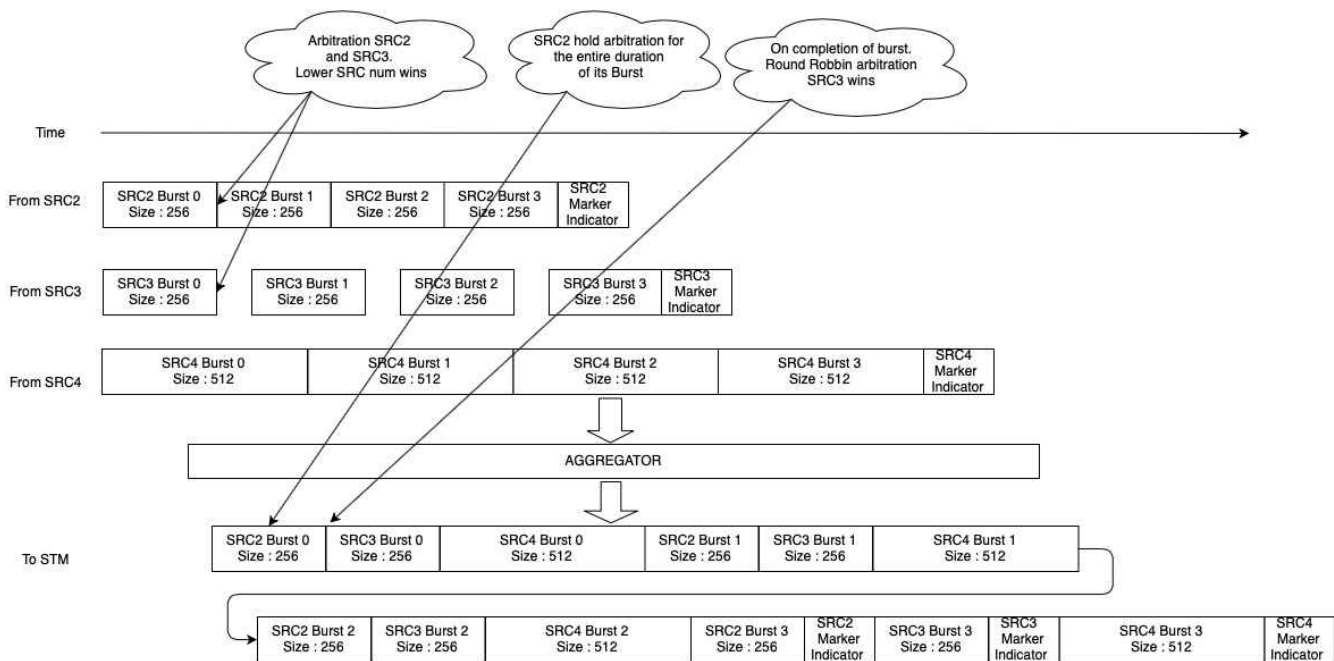 Arbitration SRC2
and SRC3.
Lower SRC num wins
SRC2 hold arbitration for
the entire duration
of its Burst
On completion of burst.
Round Robbin arbitration
SRC3 wins
Time
From SRC2
SRC2 Burst 0
Size : 256
SRC2 Burst 1
Size : 256
SRC2 Burst 2
Size : 256
SRC2 Burst 3
Size : 256
SRC2
Marker
Indicator
From SRC3
SRC3 Burst 0
Size : 256
SRC3 Burst 1
Size : 256
SRC3 Burst 2
Size : 256
SRC3 Burst 3
Size : 256
SRC3
Marker
Indicator
From SRC4
SRC4 Burst 0
Size : 512
SRC4 Burst 1
Size : 512
SRC4 Burst 2
Size : 512
SRC4 Burst 3
Size : 512
SRC4
Marker
Indicator
AGGREGATOR
To STM
SRC2 Burst 0
Size : 256
SRC3 Burst 0
Size : 256
SRC4 Burst 0
Size : 512
SRC2 Burst 1
Size : 256
SRC3 Burst 1
Size : 256
SRC4 Burst 1
Size : 512
SRC2 Burst 2
Size : 256
SRC3 Burst 2
Size : 256
SRC4 Burst 2
Size : 512
SRC2 Burst 3
Size : 256
SRC2
Marker
Indicator
SRC3 Burst 3
Size : 256
SRC3
Marker
Indicator
SRC4 Burst 3
Size : 512
SRC4
Marker
Indicator